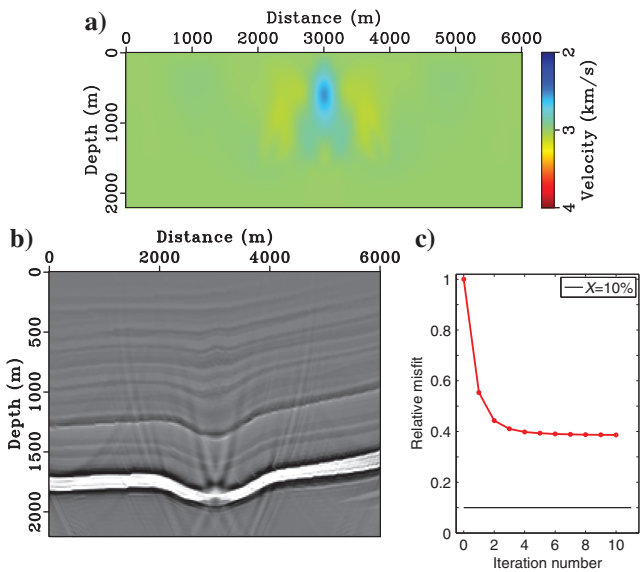 a)
Distance (m)
0 1000 2000 3000 4000 5000 6000
Depth (m)
0
1000
2000
Velocity (km/s)
2
3
4
b)
Distance (m)
0 2000 4000 6000
Depth (m)
0
500
1000
1500
2000
c)
X=10%
Relative misfit
1
0.8
0.6
0.4
0.2
0
0 2 4 6 8 10
Iteration number